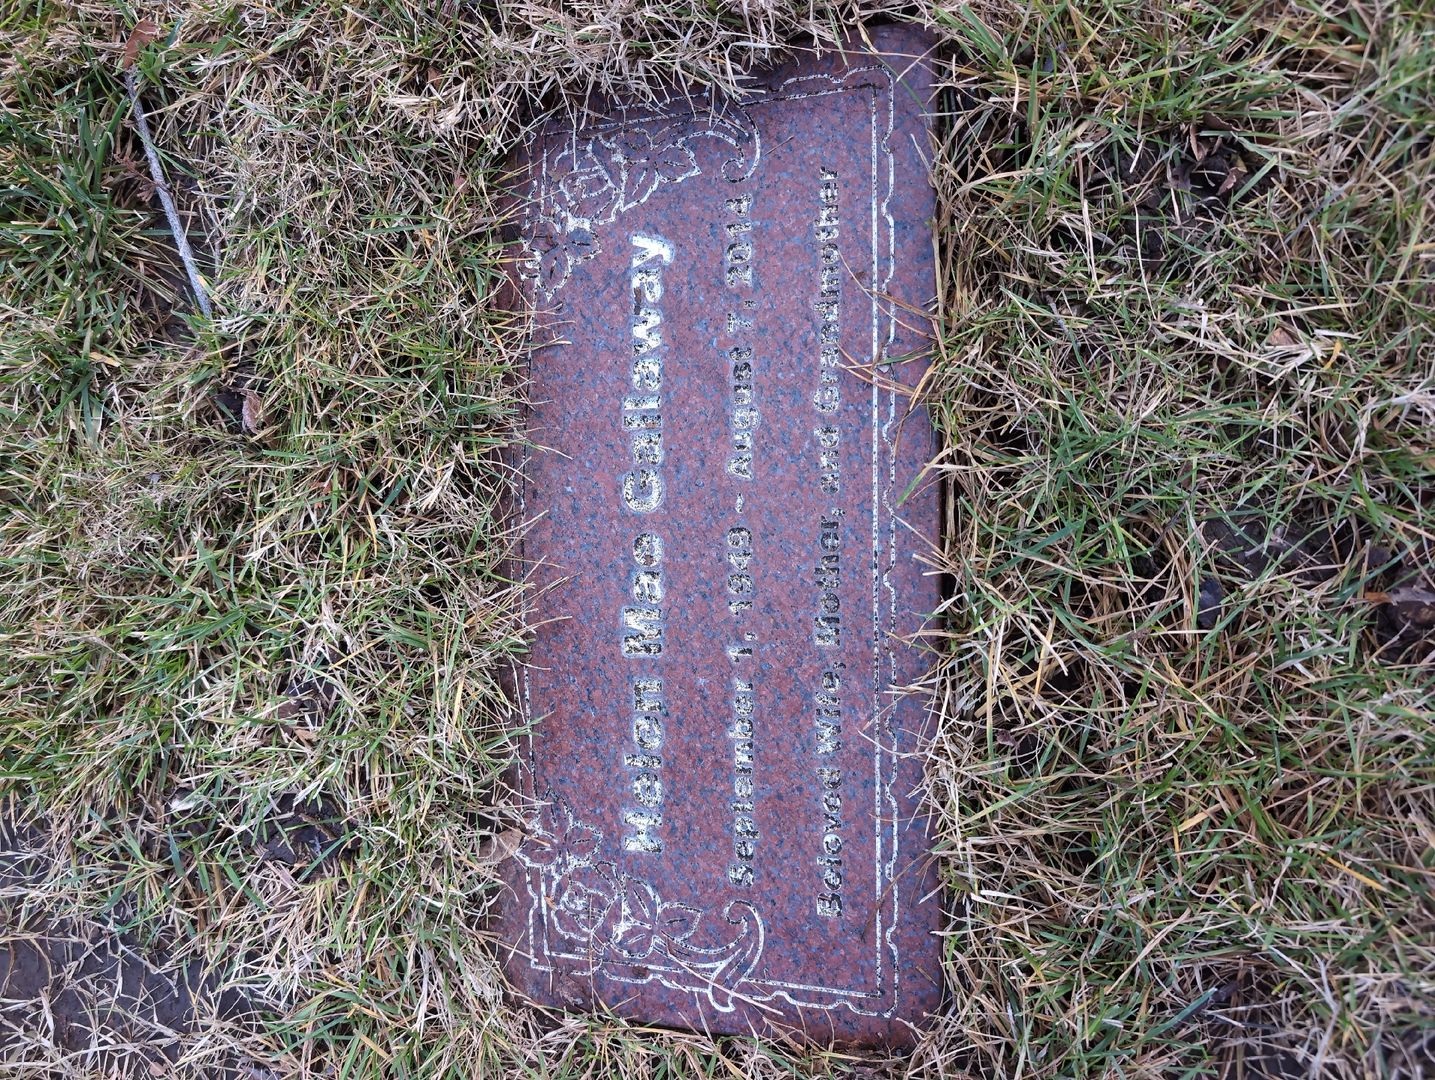 Helen Mae Callaway
September 1, 1949 - August 7, 2014
Beloved Wife, Mother, and Grandmother